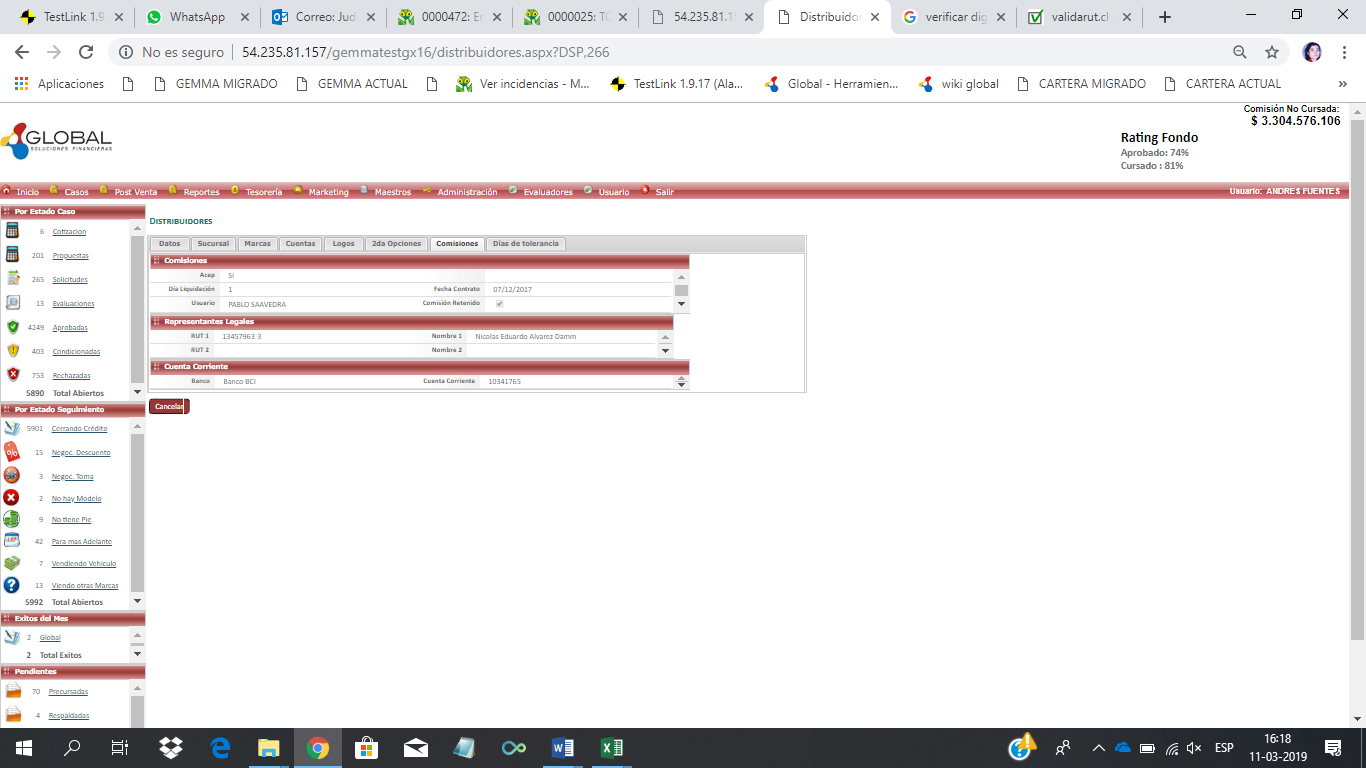 TestLink 1.9
WhatsApp
Correo: Jud
0000472: Er
0000025: TC
54.235.81.15
Distribuidor
verificar dig
validarut.cl
No es seguro | 54.235.81.157/gemmatestgx16/distribuidores.aspx?DSP,266
Aplicaciones
GEMMA MIGRADO
GEMMA ACTUAL
Ver incidencias - M...
TestLink 1.9.17 (Ala...
Global - Herramien...
wiki global
CARTERA MIGRADO
CARTERA ACTUAL
»
Comisión No Cursada:
$ 3.304.576.106
GLOBAL
SOLUCIONES FINANCIERAS
Rating Fondo
Aprobado: 74%
Cursado : 81%
Inicio Casos Post Venta Reportes Tesorería Marketing Maestros Administración Evaluadores Usuario Salir Usuario: ANDRES FUENTES
Por Estado Caso
6 Cotizacion
201 Propuestas
265 Solicitudes
13 Evaluaciones
4249 Aprobadas
403 Condicionadas
753 Rechazadas
5890 Total Abiertos
Por Estado Seguimiento
5901 Cerrando Crédito
15 Negoc. Descuento
3 Negoc. Toma
2 No hay Modelo
9 No tiene Pie
42 Para mas Adelante
7 Vendiendo Vehiculo
13 Viendo otras Marcas
5992 Total Abiertos
Exitos del Mes
2 Global
2 Total Exitos
Pendientes
70 Precursadas
4 Respaldadas
DISTRIBUIDORES
Datos Sucursal Marcas Cuentas Logos 2da Opciones Comisiones Días de tolerancia
Comisiones
Acep Si
Día Liquidación 1 Fecha Contrato 07/12/2017
Usuario PABLO SAAVEDRA Comisión Retenido
Representantes Legales
RUT 1 13457963-3 Nombre 1 Nicolas Eduardo Alvarez Damm
RUT 2 Nombre 2
Cuenta Corriente
Banco Banco BCI Cuenta Corriente 10341765
Cancelar
ESP
16:18
11-03-2019